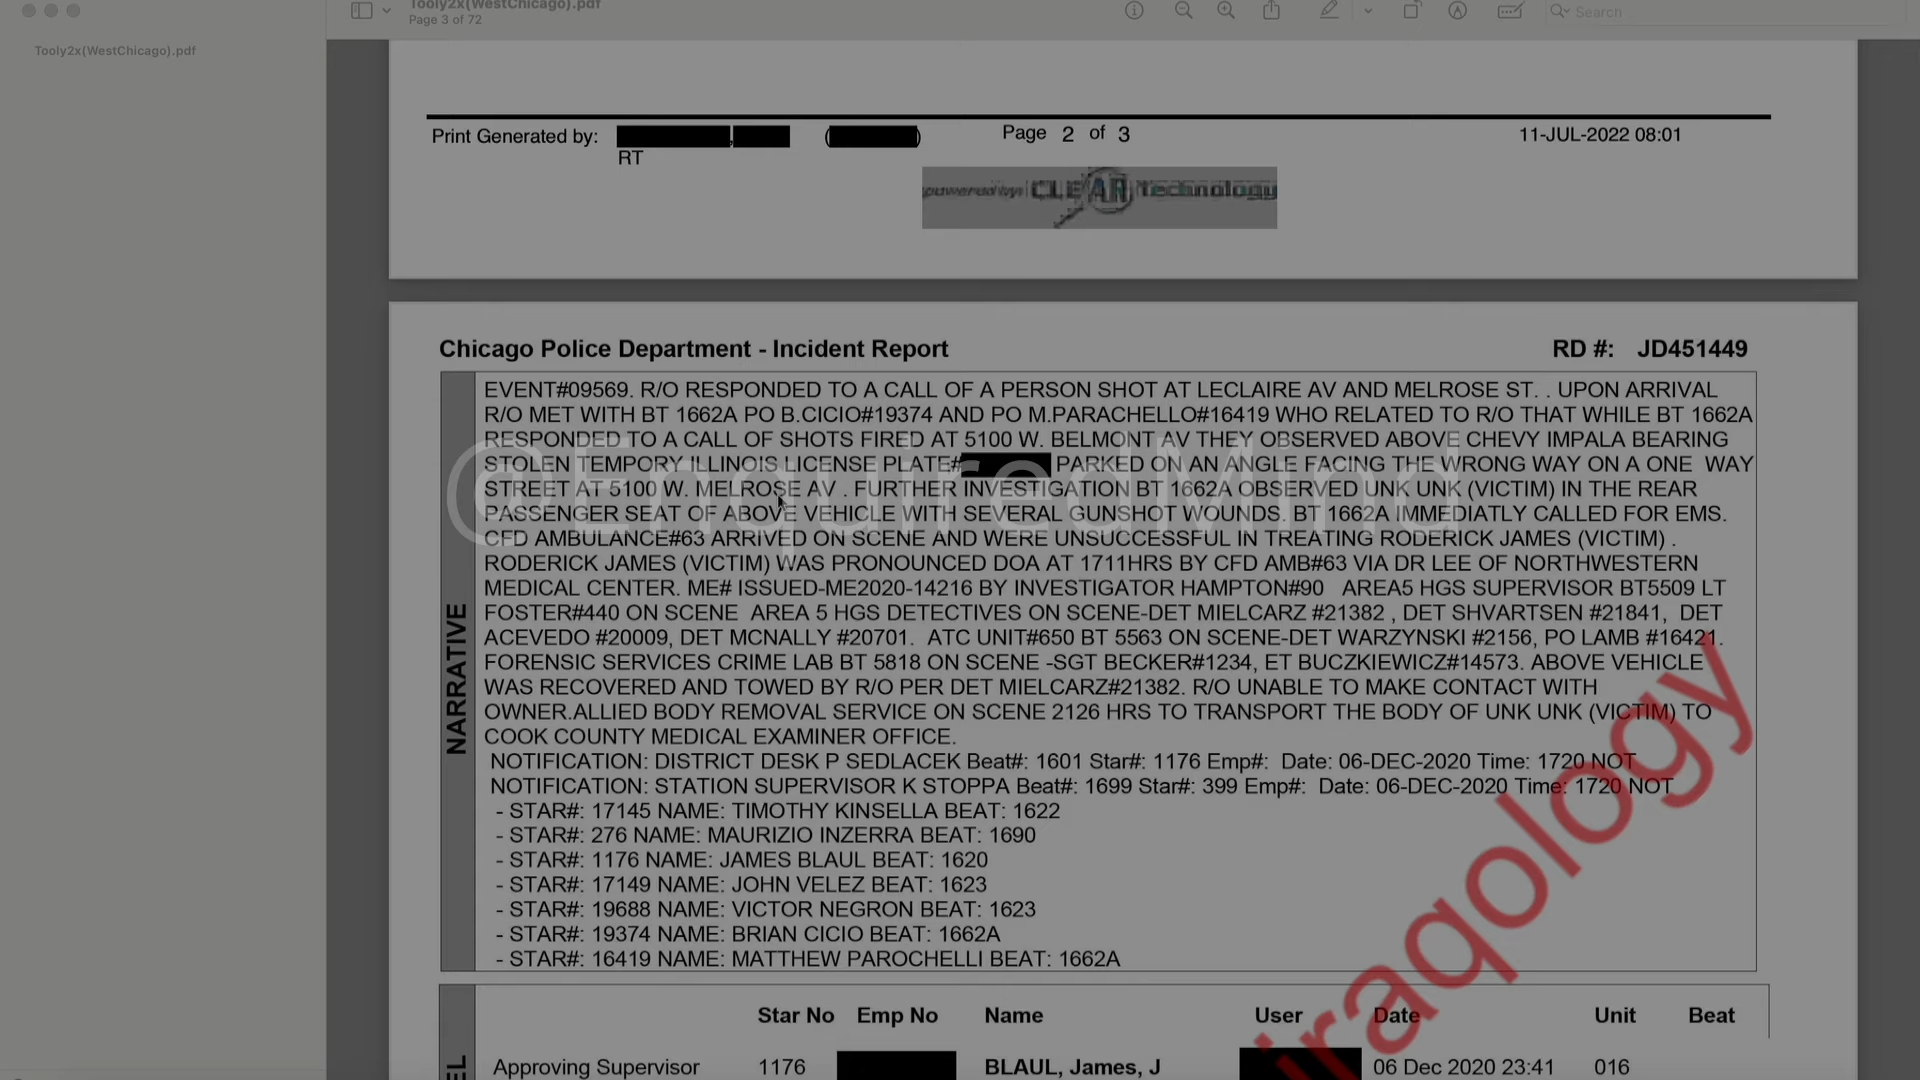 Tooly2x(WestChicago).pdf
Page 3 of 72
Search
Tooly2x(WestChicago).pdf
Print Generated by: , ( )
Page 2 of 3
11-JUL-2022 08:01
RT
powered by: CLEAR Technology
Chicago Police Department - Incident Report
RD #: JD451449
NARRATIVE
EVENT#09569. R/O RESPONDED TO A CALL OF A PERSON SHOT AT LECLAIRE AV AND MELROSE ST. . UPON ARRIVAL
R/O MET WITH BT 1662A PO B.CICIO#19374 AND PO M.PARACHELLO#16419 WHO RELATED TO R/O THAT WHILE BT 1662A
RESPONDED TO A CALL OF SHOTS FIRED AT 5100 W. BELMONT AV THEY OBSERVED ABOVE CHEVY IMPALA BEARING
STOLEN TEMPORY ILLINOIS LICENSE PLATE# PARKED ON AN ANGLE FACING THE WRONG WAY ON A ONE WAY
STREET AT 5100 W. MELROSE AV . FURTHER INVESTIGATION BT 1662A OBSERVED UNK UNK (VICTIM) IN THE REAR
PASSENGER SEAT OF ABOVE VEHICLE WITH SEVERAL GUNSHOT WOUNDS. BT 1662A IMMEDIATLY CALLED FOR EMS.
CFD AMBULANCE#63 ARRIVED ON SCENE AND WERE UNSUCCESSFUL IN TREATING RODERICK JAMES (VICTIM) .
RODERICK JAMES (VICTIM) WAS PRONOUNCED DOA AT 1711HRS BY CFD AMB#63 VIA DR LEE OF NORTHWESTERN
MEDICAL CENTER. ME# ISSUED-ME2020-14216 BY INVESTIGATOR HAMPTON#90 AREA5 HGS SUPERVISOR BT5509 LT
FOSTER#440 ON SCENE AREA 5 HGS DETECTIVES ON SCENE-DET MIELCARZ #21382 , DET SHVARTSEN #21841, DET
ACEVEDO #20009, DET MCNALLY #20701. ATC UNIT#650 BT 5563 ON SCENE-DET WARZYNSKI #2156, PO LAMB #16421.
FORENSIC SERVICES CRIME LAB BT 5818 ON SCENE -SGT BECKER#1234, ET BUCZKIEWICZ#14573. ABOVE VEHICLE
WAS RECOVERED AND TOWED BY R/O PER DET MIELCARZ#21382. R/O UNABLE TO MAKE CONTACT WITH
OWNER.ALLIED BODY REMOVAL SERVICE ON SCENE 2126 HRS TO TRANSPORT THE BODY OF UNK UNK (VICTIM) TO
COOK COUNTY MEDICAL EXAMINER OFFICE.
NOTIFICATION: DISTRICT DESK P SEDLACEK Beat#: 1601 Star#: 1176 Emp#: Date: 06-DEC-2020 Time: 1720 NOT
NOTIFICATION: STATION SUPERVISOR K STOPPA Beat#: 1699 Star#: 399 Emp#: Date: 06-DEC-2020 Time: 1720 NOT
- STAR#: 17145 NAME: TIMOTHY KINSELLA BEAT: 1622
- STAR#: 276 NAME: MAURIZIO INZERRA BEAT: 1690
- STAR#: 1176 NAME: JAMES BLAUL BEAT: 1620
- STAR#: 17149 NAME: JOHN VELEZ BEAT: 1623
- STAR#: 19688 NAME: VICTOR NEGRON BEAT: 1623
- STAR#: 19374 NAME: BRIAN CICIO BEAT: 1662A
- STAR#: 16419 NAME: MATTHEW PAROCHELLI BEAT: 1662A
@EnquiredMind
iraqology
Star No Emp No Name User Date Unit Beat
Approving Supervisor 1176 BLAUL, James, J 06 Dec 2020 23:41 016